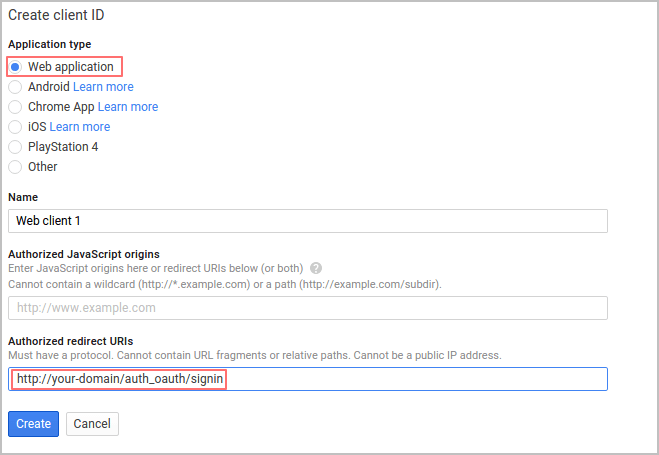 Create client ID
Application type
Web application
Android Learn more
Chrome App Learn more
iOS Learn more
PlayStation 4
Other
Name
Web client 1
Authorized JavaScript origins
Enter JavaScript origins here or redirect URIs below (or both) ?
Cannot contain a wildcard (http://*.example.com) or a path (http://example.com/subdir).
http://www.example.com
Authorized redirect URIs
Must have a protocol. Cannot contain URL fragments or relative paths. Cannot be a public IP address.
http://your-domain/auth_oauth/signin
Create Cancel